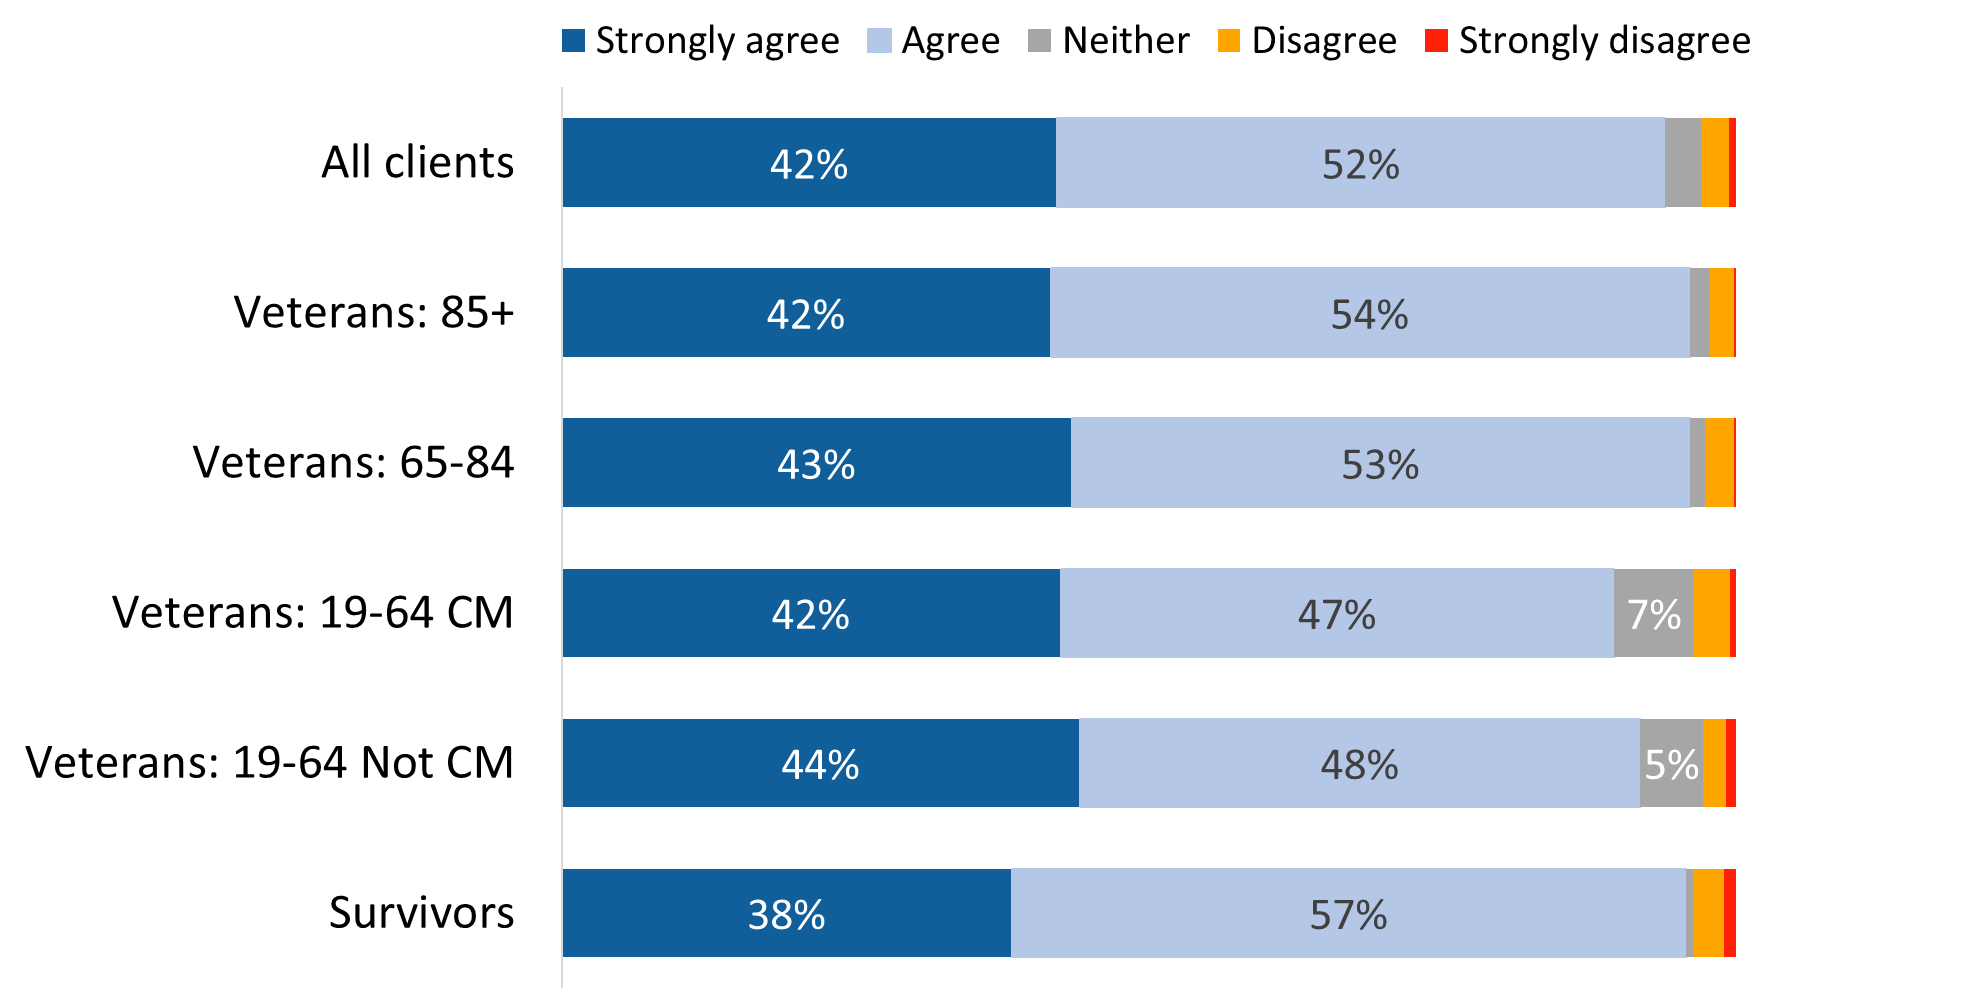 Strongly agree Agree Neither Disagree Strongly disagree
All clients 42% 52%
Veterans: 85+ 42% 54%
Veterans: 65-84 43% 53%
Veterans: 19-64 CM 42% 47% 7%
Veterans: 19-64 Not CM 44% 48% 5%
Survivors 38% 57%